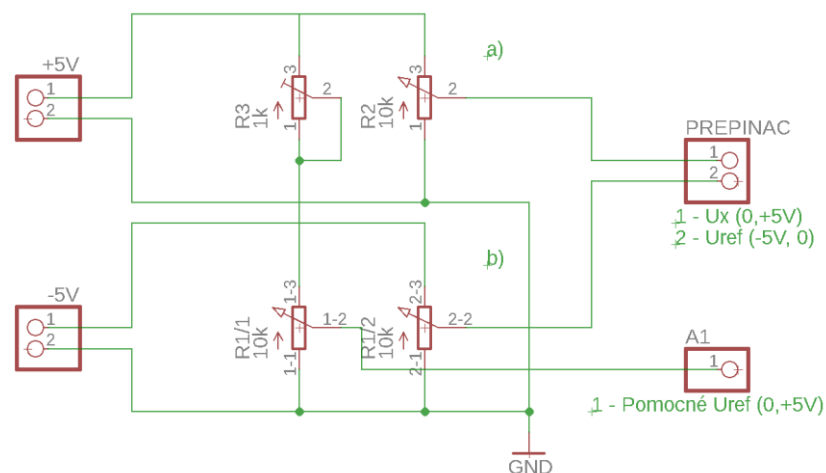 +5V
1
2
R3
1k
3
2
1
R2
10k
3
2
1
a)
PREPINAC
1
2
1 - Ux (0,+5V)
2 - Uref (-5V, 0)
-5V
1
2
R1/1
10k
1-3
1-2
1-1
R1/2
10k
2-3
2-2
2-1
b)
A1
1
1 - Pomocné Uref (0,+5V)
GND